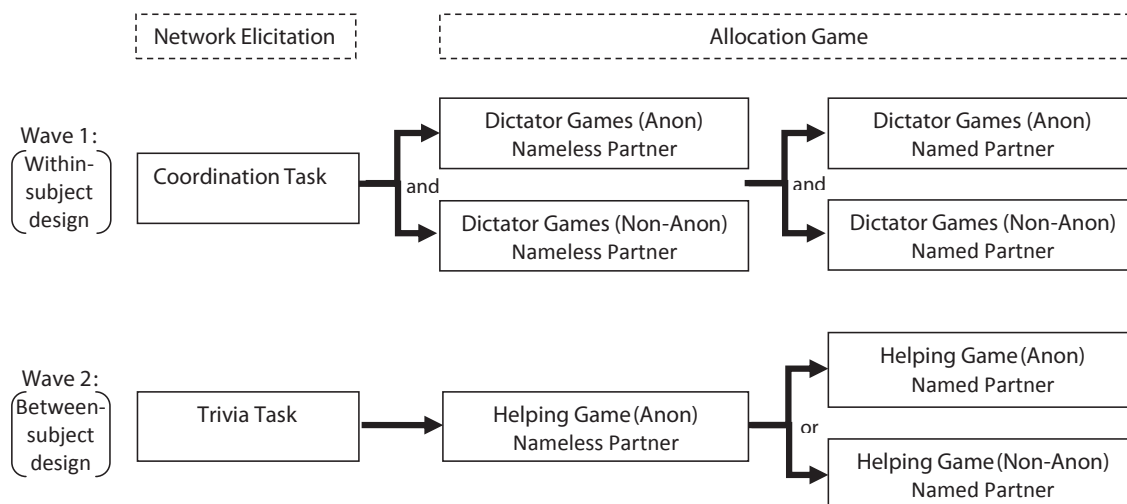 Network Elicitation
Allocation Game
Wave 1:
Within-
subject
design
Coordination Task
and
Dictator Games (Anon)
Nameless Partner
Dictator Games (Non-Anon)
Nameless Partner
and
Dictator Games (Anon)
Named Partner
Dictator Games (Non-Anon)
Named Partner
Wave 2:
Between-
subject
design
Trivia Task
Helping Game (Anon)
Nameless Partner
or
Helping Game (Anon)
Named Partner
Helping Game (Non-Anon)
Named Partner